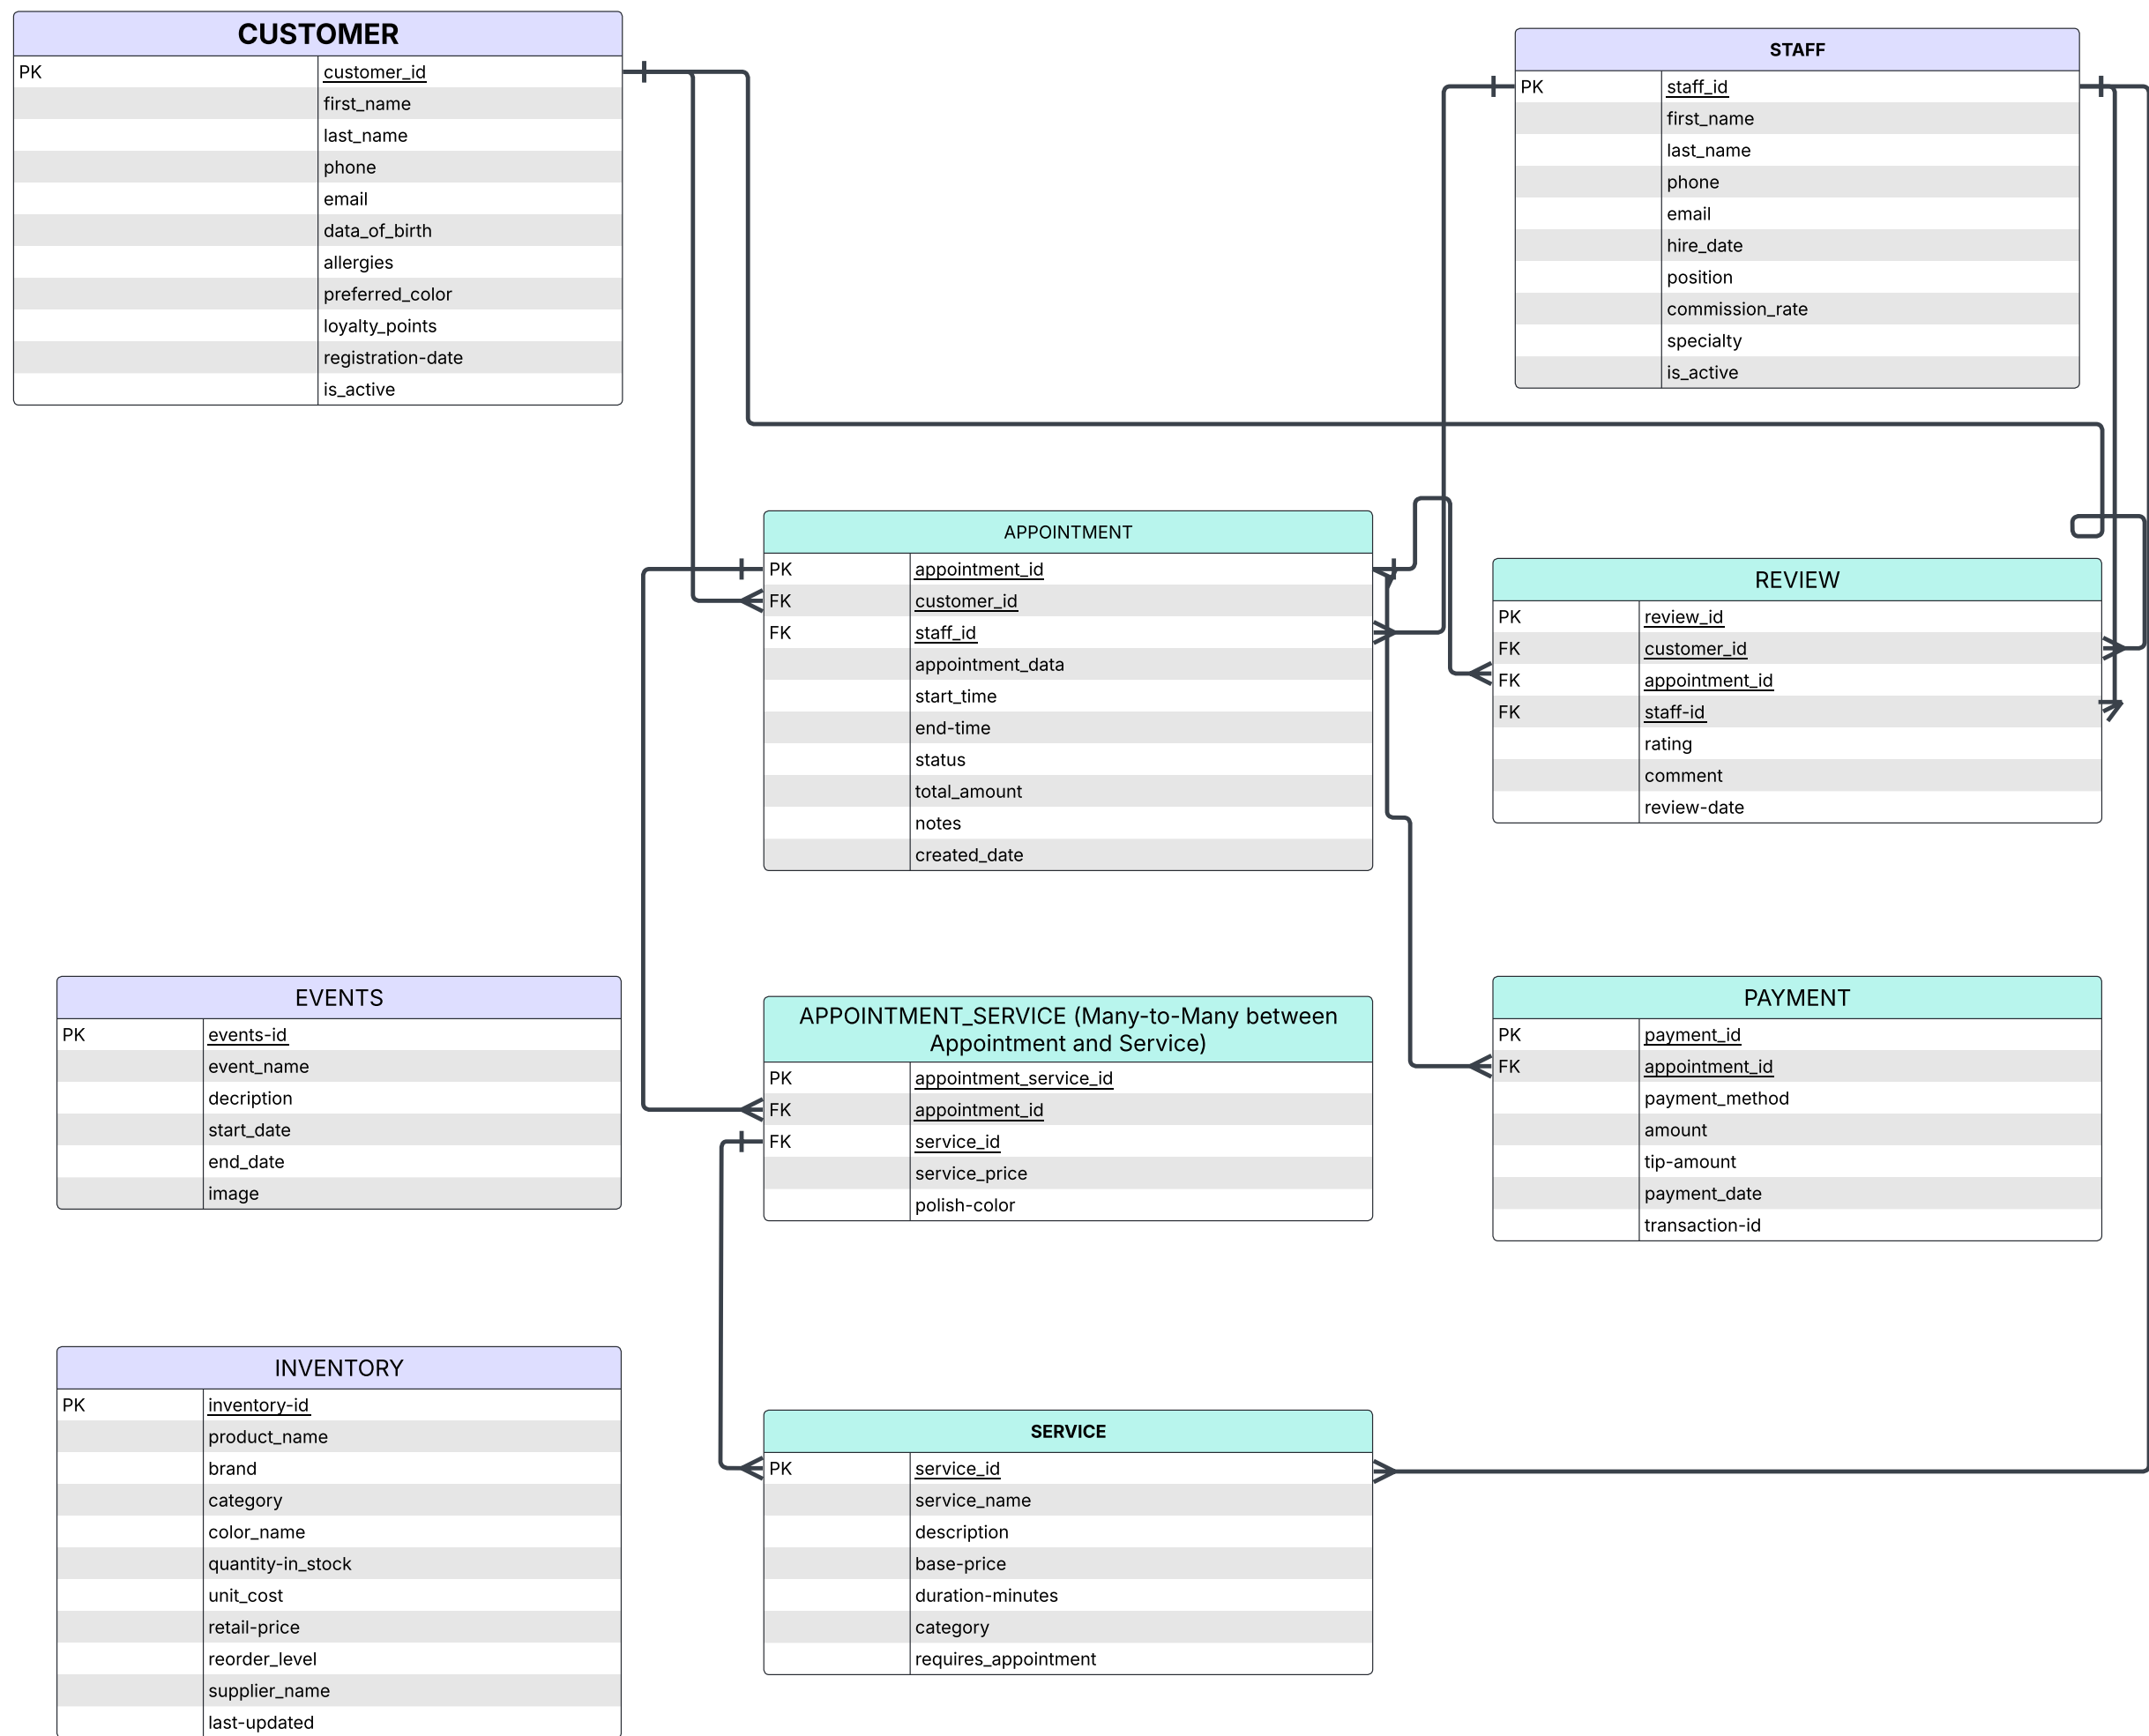 CUSTOMER
PK customer_id
first_name
last_name
phone
email
data_of_birth
allergies
preferred_color
loyalty_points
registration-date
is_active
STAFF
PK staff_id
first_name
last_name
phone
email
hire_date
position
commission_rate
specialty
is_active
APPOINTMENT
PK appointment_id
FK customer_id
FK staff_id
appointment_data
start_time
end-time
status
total_amount
notes
created_date
REVIEW
PK review_id
FK customer_id
FK appointment_id
FK staff-id
rating
comment
review-date
EVENTS
PK events-id
event_name
decription
start_date
end_date
image
APPOINTMENT_SERVICE (Many-to-Many between
Appointment and Service)
PK appointment_service_id
FK appointment_id
FK service_id
service_price
polish-color
PAYMENT
PK payment_id
FK appointment_id
payment_method
amount
tip-amount
payment_date
transaction-id
INVENTORY
PK inventory-id
product_name
brand
category
color_name
quantity-in_stock
unit_cost
retail-price
reorder_level
supplier_name
last-updated
SERVICE
PK service_id
service_name
description
base-price
duration-minutes
category
requires_appointment